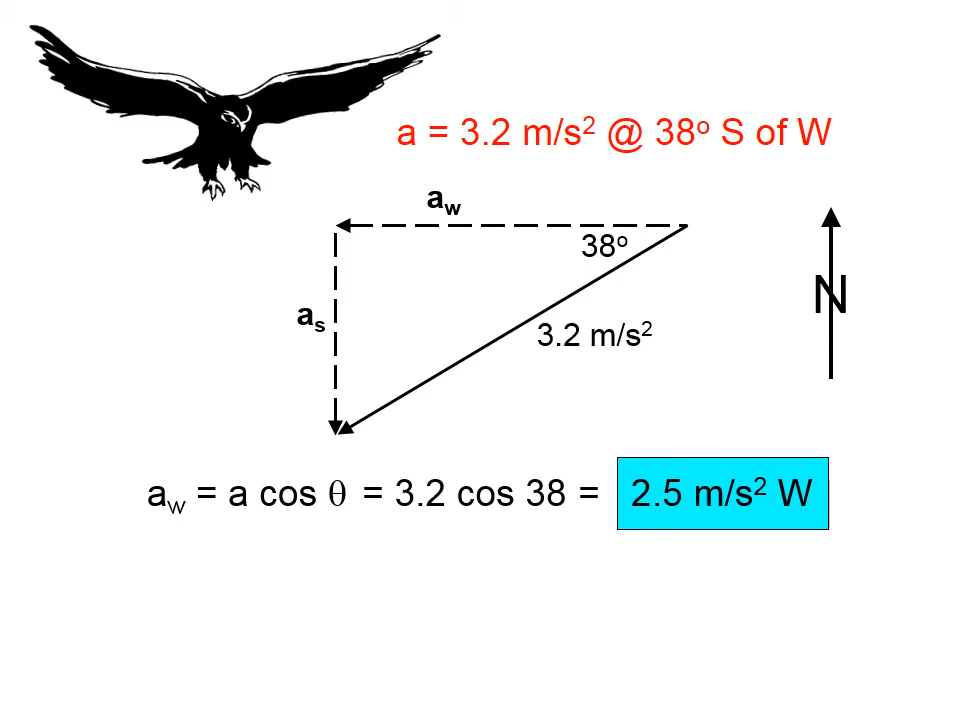 a = 3.2 m/s² @ 38º S of W
aw
38º
as
3.2 m/s²
N
aw = a cos θ = 3.2 cos 38 = 2.5 m/s² W